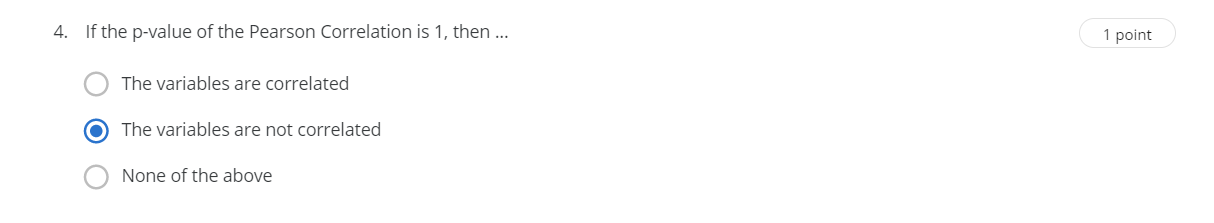 4. If the p-value of the Pearson Correlation is 1, then ...
1 point
The variables are correlated
The variables are not correlated
None of the above